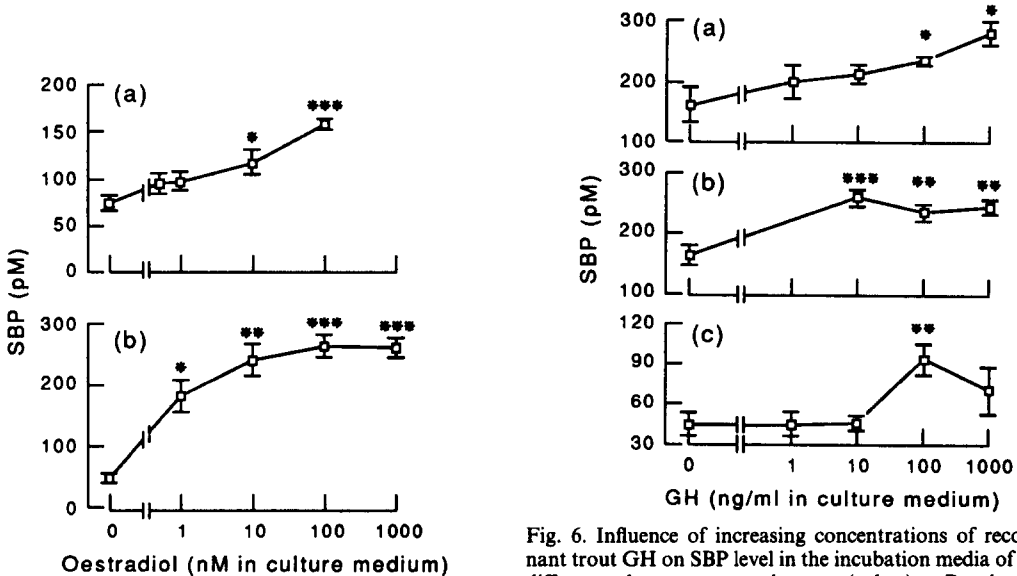 SBP (pM)
(a)
200
150
100
50
0
*
***
(b)
300
200
100
0
*
**
***
***
0 1 10 100 1000
Oestradiol (nM in culture medium)
SBP (pM)
(a)
300
200
100
*
*
(b)
300
200
100
***
**
**
(c)
120
90
60
30
**
0 1 10 100 1000
GH (ng/ml in culture medium)
Fig. 6. Influence of increasing concentrations of reco
nant trout GH on SBP level in the incubation media of